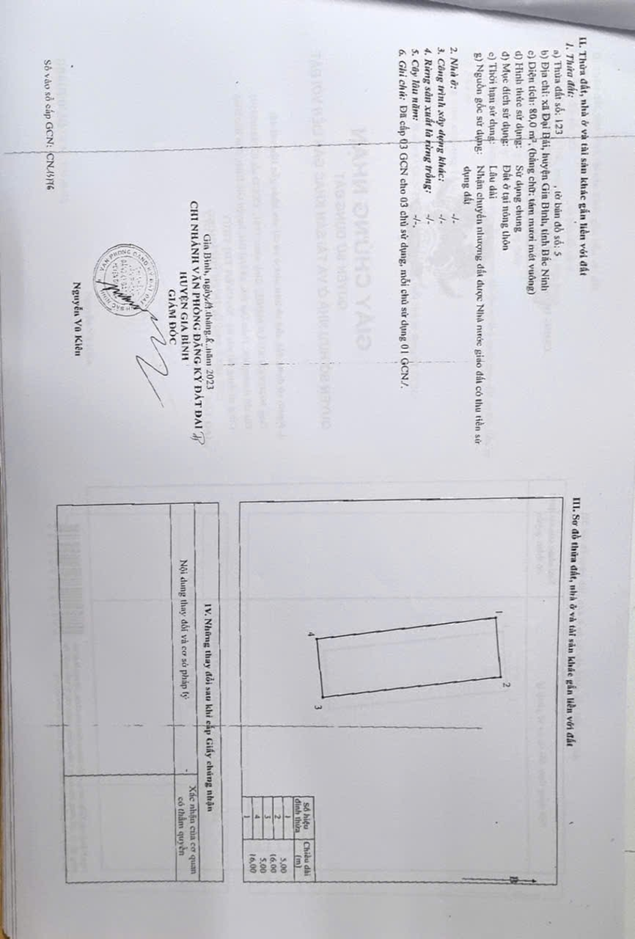 II. Thửa đất, nhà ở và tài sản khác gắn liền với đất
1. Thửa đất:
a) Thửa đất số: 123 , tờ bản đồ số: 5
b) Địa chỉ: xã Đại Bái, huyện Gia Bình, tỉnh Bắc Ninh
c) Diện tích: 80,0 m², (bằng chữ: tám mươi mét vuông)
d) Hình thức sử dụng: Sử dụng chung
đ) Mục đích sử dụng: Đất ở tại nông thôn
e) Thời hạn sử dụng: Lâu dài
g) Nguồn gốc sử dụng: Nhận chuyển nhượng đất được Nhà nước giao đất có thu tiền sử
dụng đất
2. Nhà ở: -/-
3. Công trình xây dựng khác: -/-
4. Rừng sản xuất là rừng trồng: -/-
5. Cây lâu năm: -/-
6. Ghi chú: Đã cấp 03 GCN cho 03 chủ sử dụng, mỗi chủ sử dụng 01 GCN./.
Gia Bình, ngày tháng năm 2023
CHI NHÁNH VĂN PHÒNG ĐĂNG KÝ ĐẤT ĐAI
HUYỆN GIA BÌNH
GIÁM ĐỐC
Nguyễn Vũ Kiên
Số vào sổ cấp GCN:
III. Sơ đồ thửa đất, nhà ở và tài sản khác gắn liền với đất
B
1
2
3
4
Số hiệu đỉnh thửa Chiều dài (m)
1
5,00
2
16,00
3
5,00
4
16,00
1
IV. Những thay đổi sau khi cấp Giấy chứng nhận
Nội dung thay đổi và cơ sở pháp lý
Xác nhận của cơ quan
có thẩm quyền